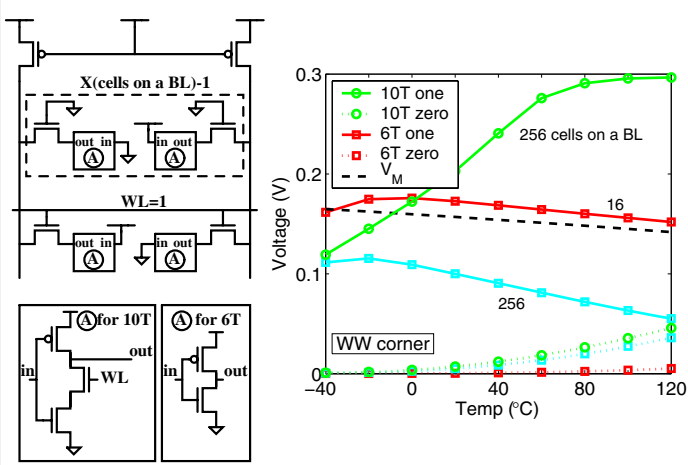 X(cells on a BL)-1
out in
A
in out
A
WL=1
out in
A
in out
A
A for 10T
out
in
WL
A for 6T
in
out
10T one
10T zero
6T one
6T zero
V_M
256 cells on a BL
16
256
WW corner
0.3
0.2
0.1
0
Voltage (V)
−40 0 40 80 120
Temp (°C)